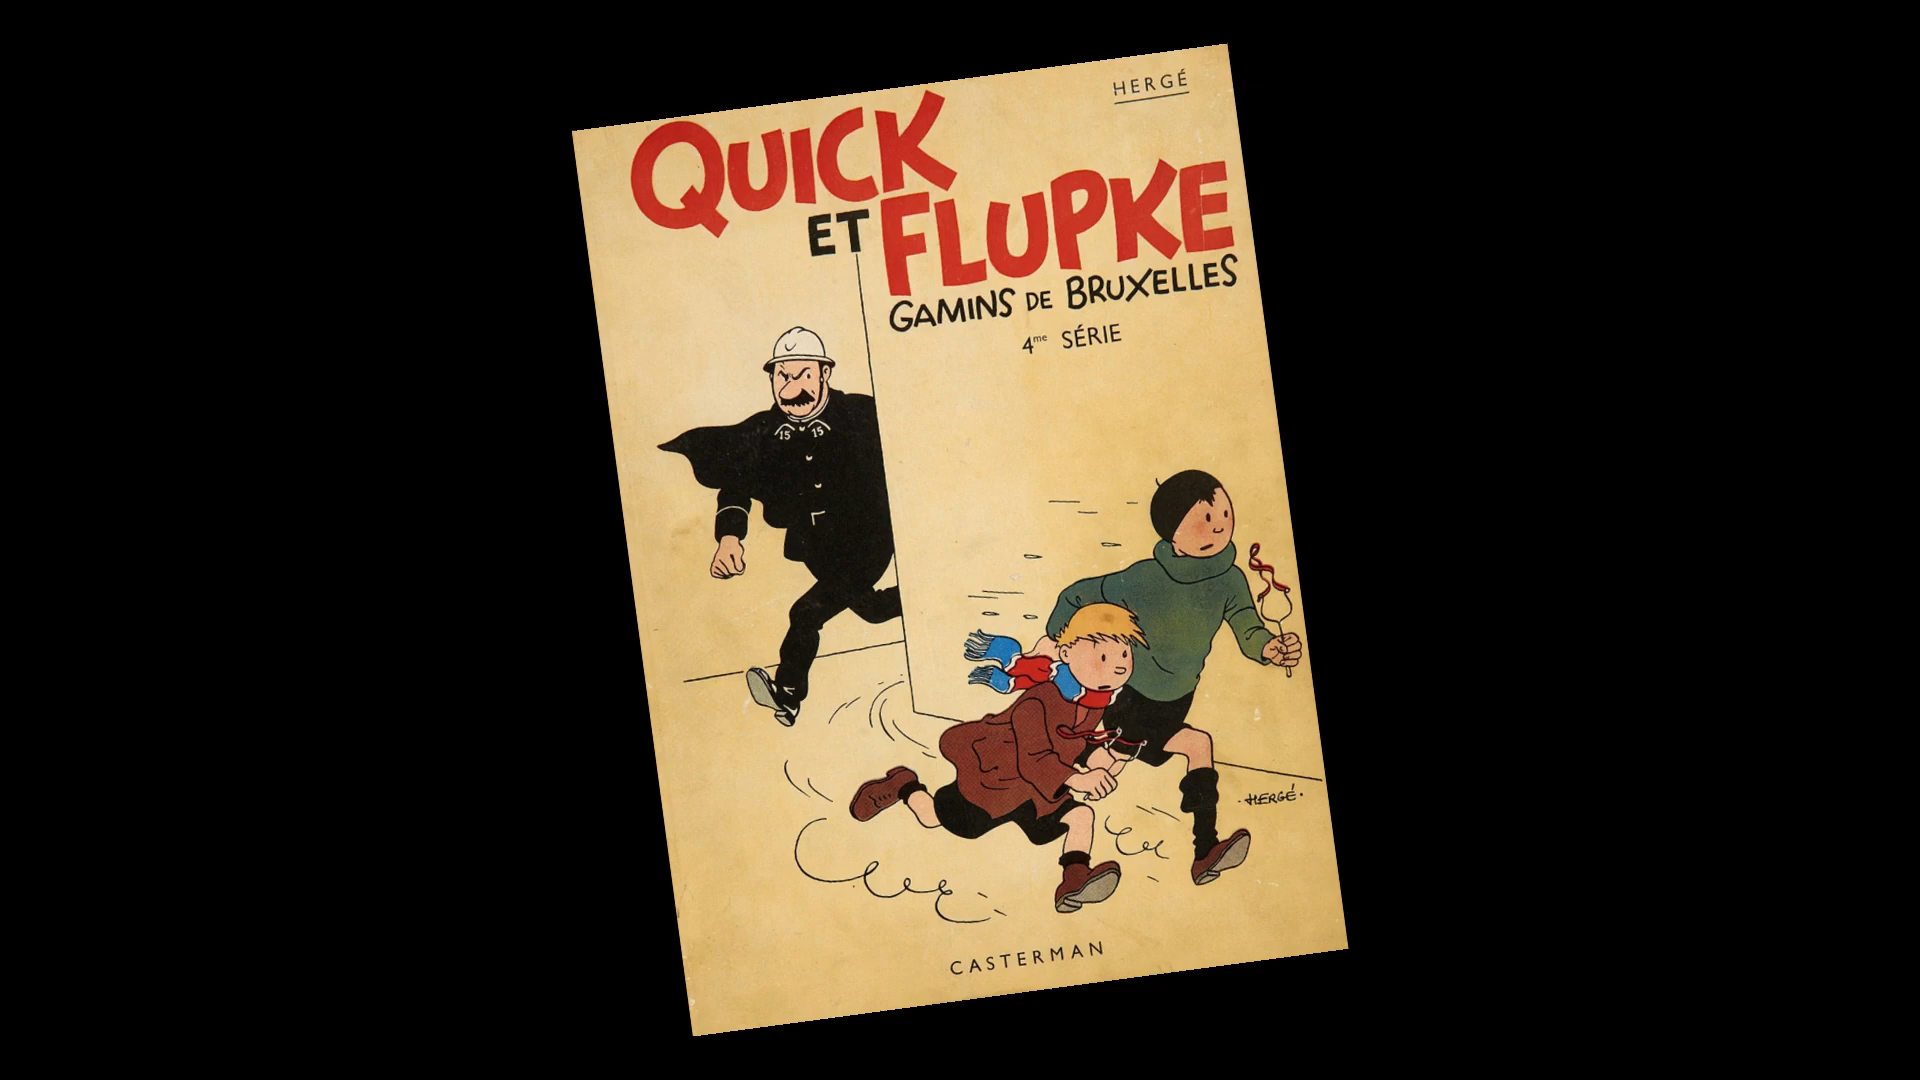 HERGÉ
QUICK
ET FLUPKE
GAMINS DE BRUXELLES
4me SÉRIE
15 15
HERGÉ
CASTERMAN